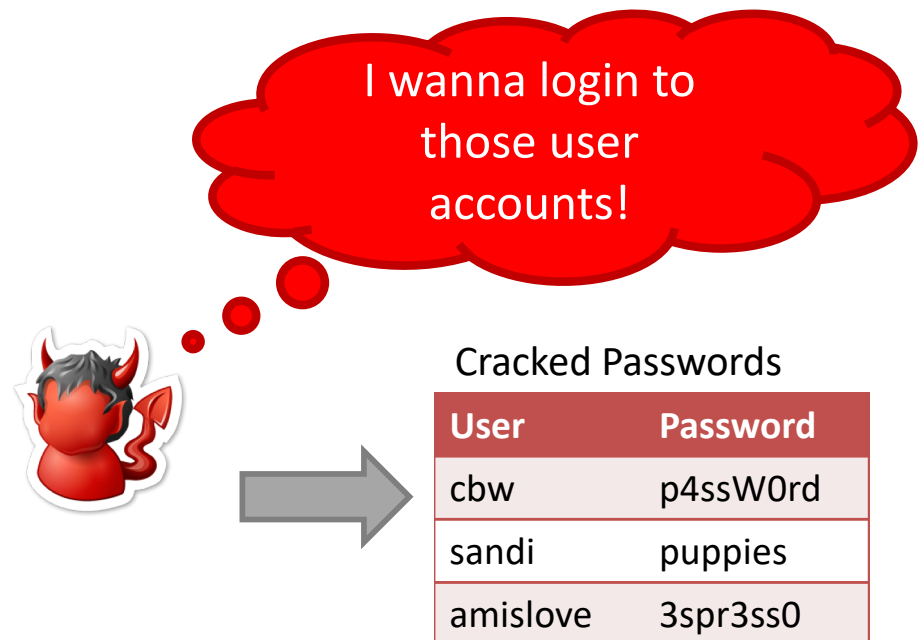 I wanna login to
those user
accounts!
Cracked Passwords
User Password
cbw p4ssW0rd
sandi puppies
amislove 3spr3ss0